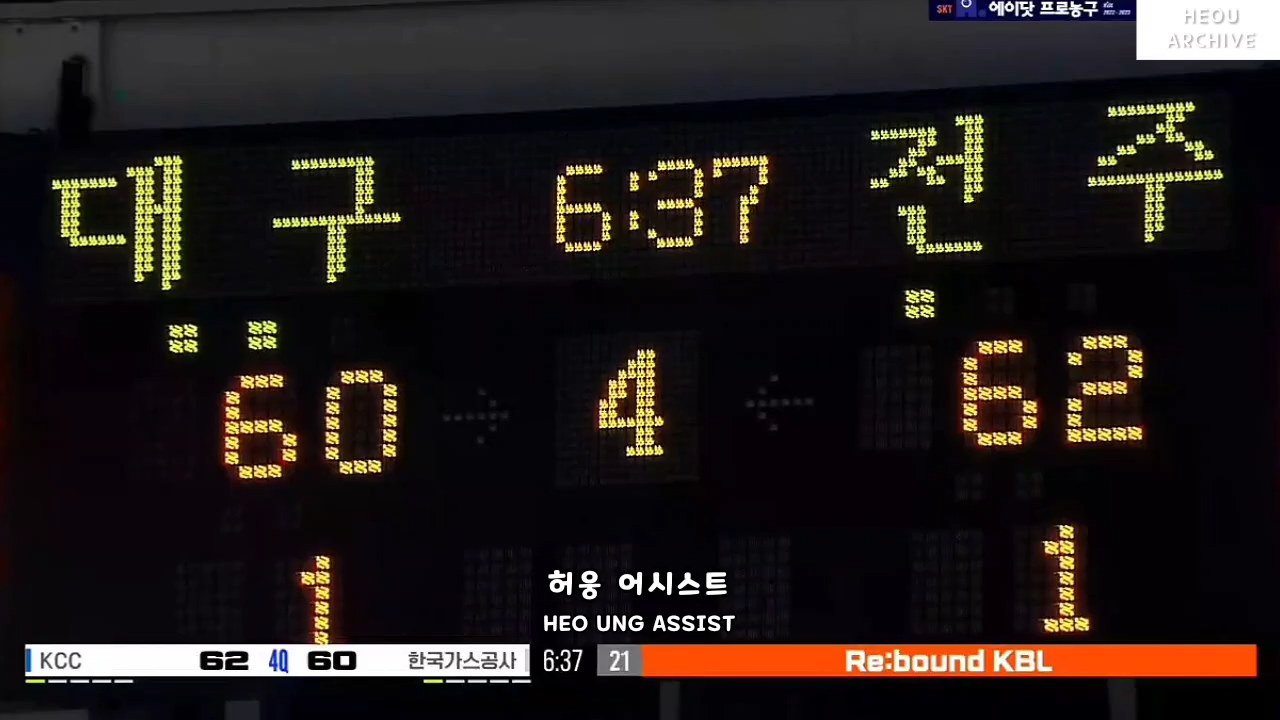 SKT 에이닷 프로농구 2022-2023
HEOU
ARCHIVE
대구 6:37 전주
60 4 62
1 1
허웅 어시스트
HEO UNG ASSIST
KCC 62 4Q 60 한국가스공사 6:37 21 Re:bound KBL